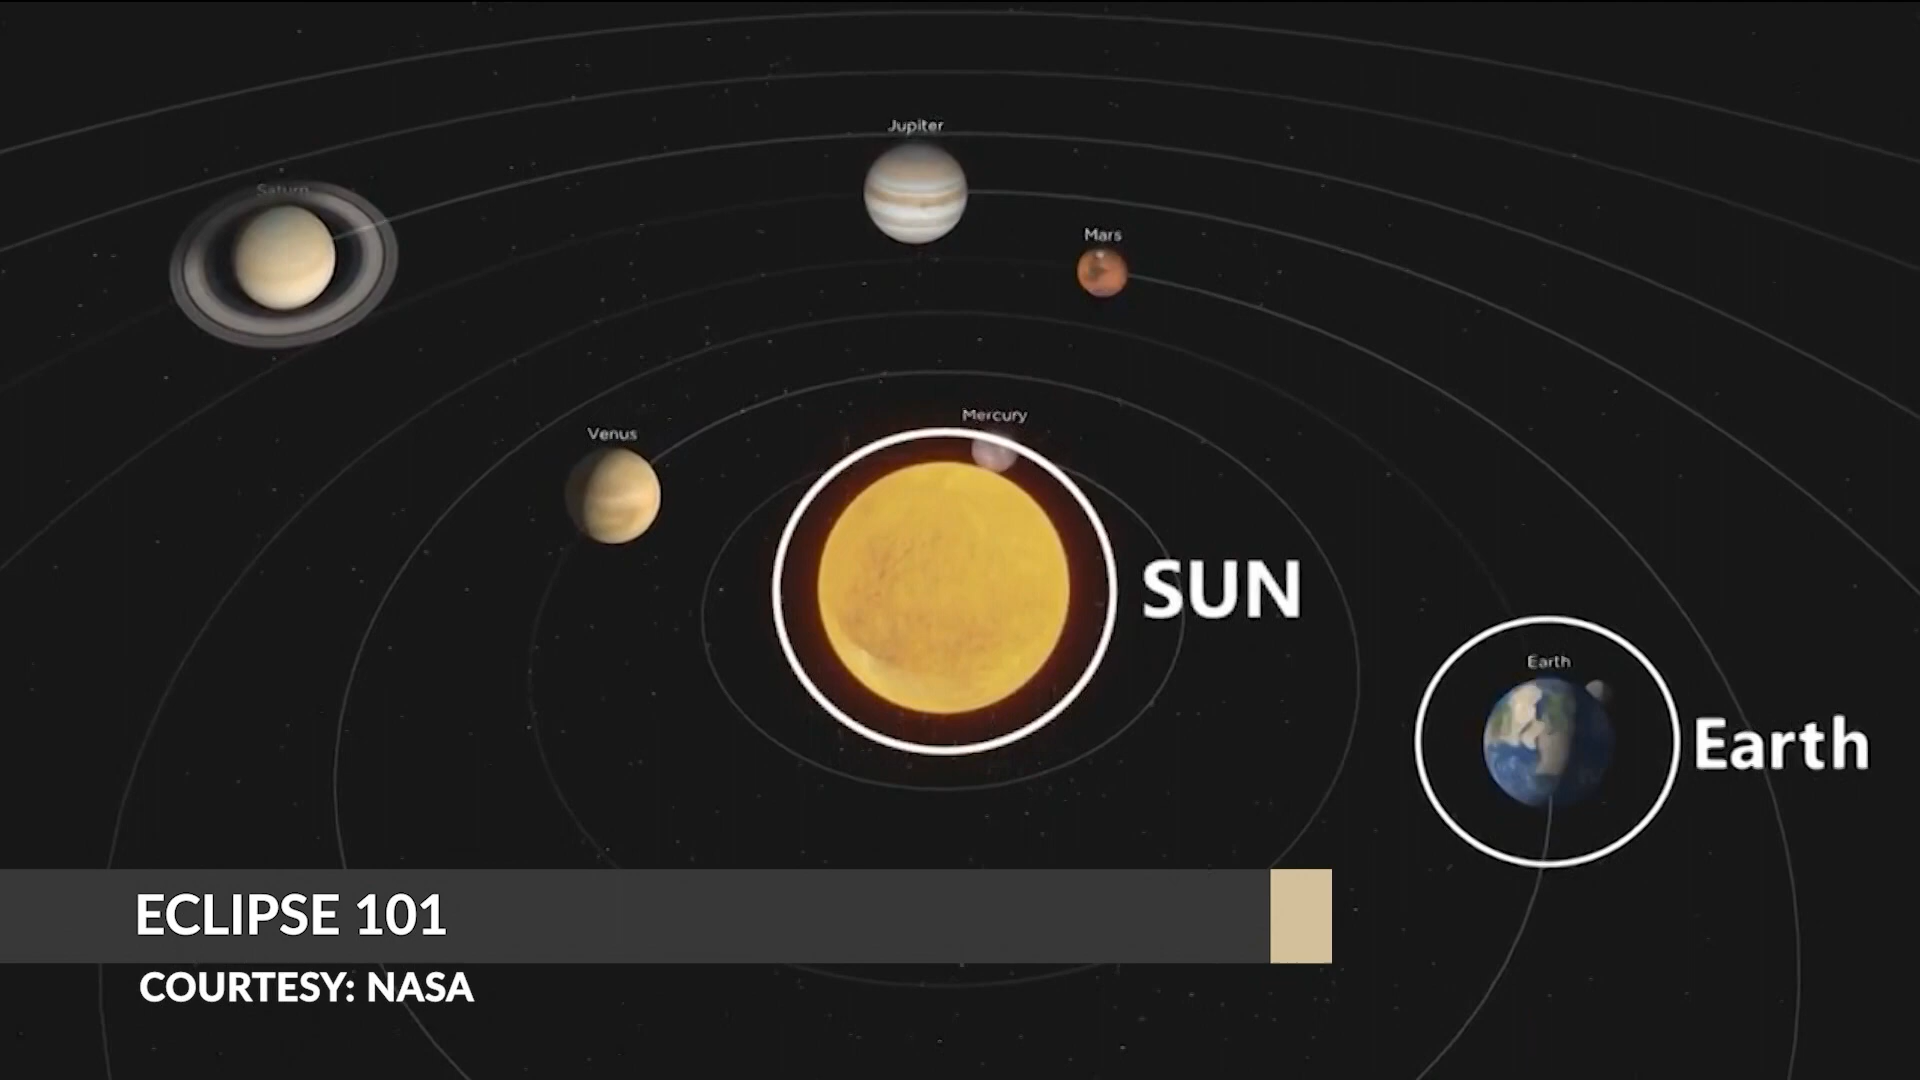 Jupiter
Saturn
Mars
Mercury
Venus
SUN
Earth
Earth
ECLIPSE 101
COURTESY: NASA